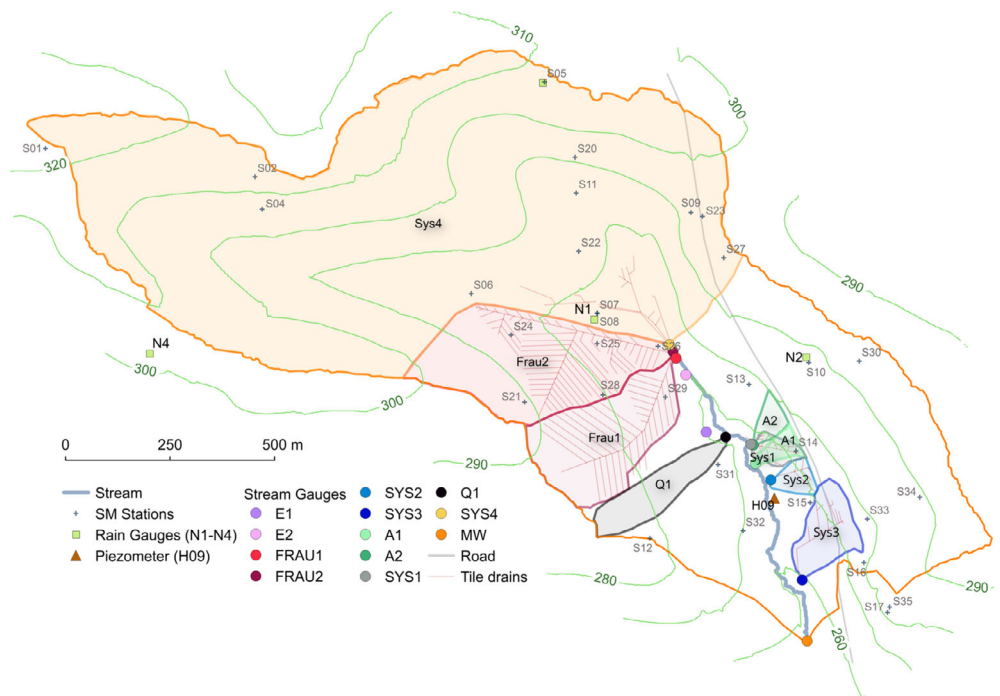 310
S05
300
S01
320
S02
S20
S11
S04
S09
S23
Sys4
S22
S27
290
S06
S07
N1
S08
S24
S25
S26
N4
300
Frau2
N2
S10
S30
S13
S28
S29
S21
300
A2
Frau1
A1
S14
Sys1
0
250
500 m
290
S31
Q1
Sys2
S34
H09
S15
S33
S32
Sys3
S12
S16
280
290
S35
S17
260
Stream
SM Stations
Rain Gauges (N1-N4)
Piezometer (H09)
Stream Gauges
E1
E2
FRAU1
FRAU2
SYS2
SYS3
A1
A2
SYS1
Q1
SYS4
MW
Road
Tile drains